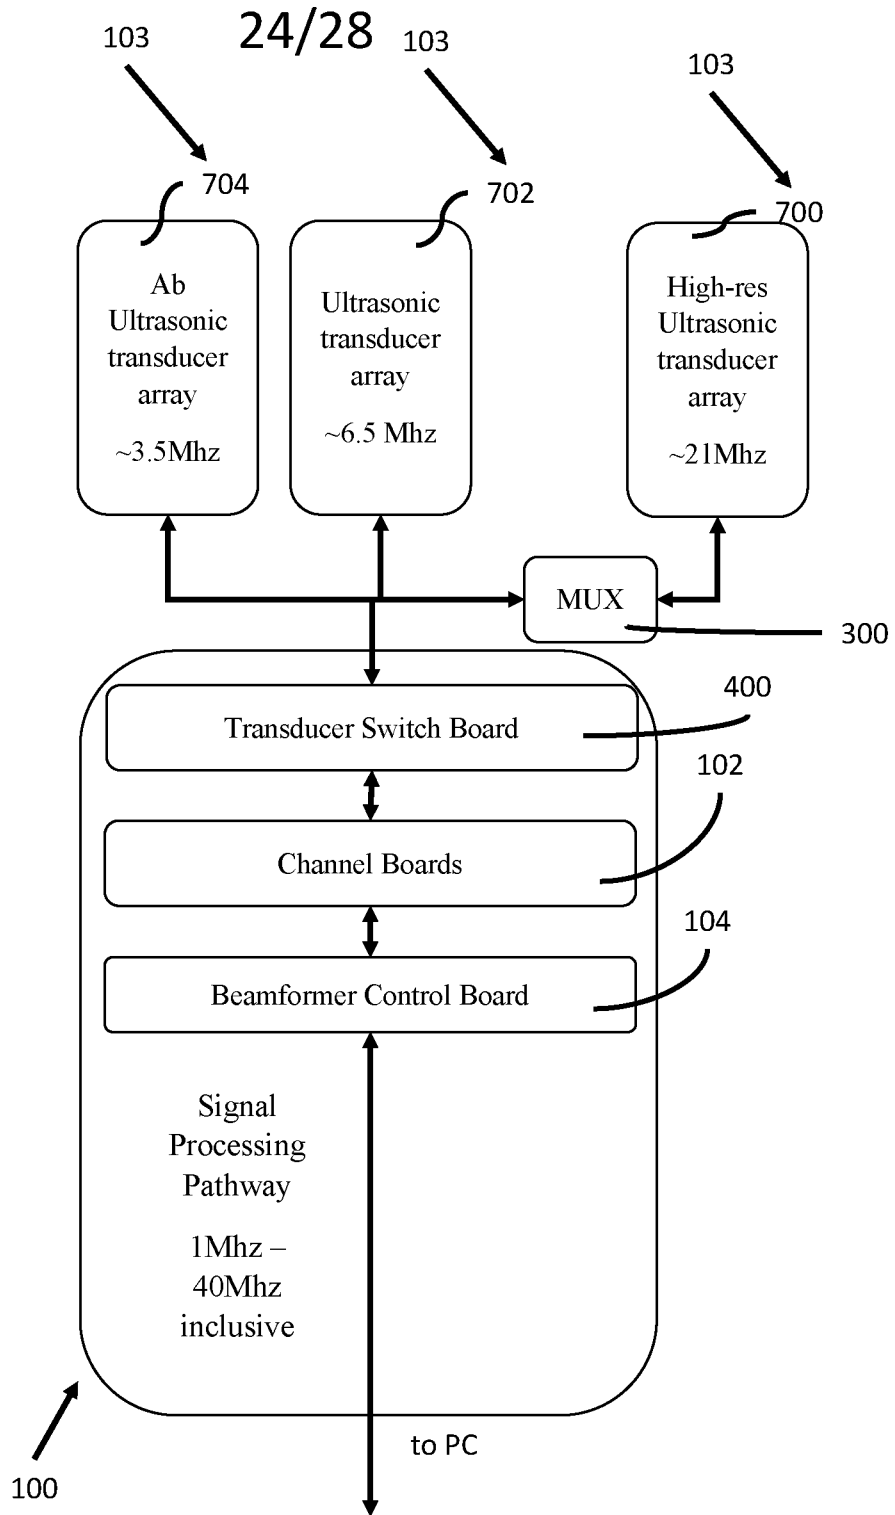 24/28
103
103
103
704
702
700
Ab
Ultrasonic
transducer
array
~3.5Mhz
Ultrasonic
transducer
array
~6.5 Mhz
High-res
Ultrasonic
transducer
array
~21Mhz
MUX
300
400
Transducer Switch Board
102
Channel Boards
104
Beamformer Control Board
Signal
Processing
Pathway
1Mhz –
40Mhz
inclusive
to PC
100